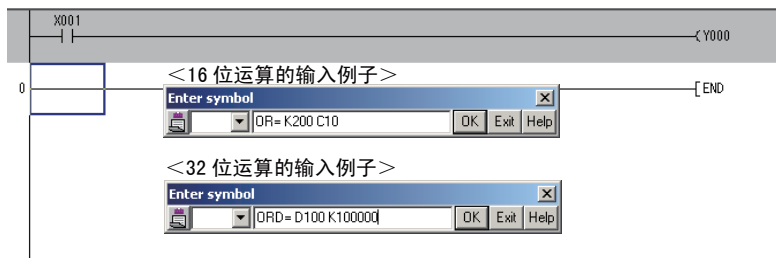 X001
Y000
＜16 位运算的输入例子＞
0
END
Enter symbol
OR= K200 C10
OK Exit Help
＜32 位运算的输入例子＞
Enter symbol
ORD= D100 K100000
OK Exit Help